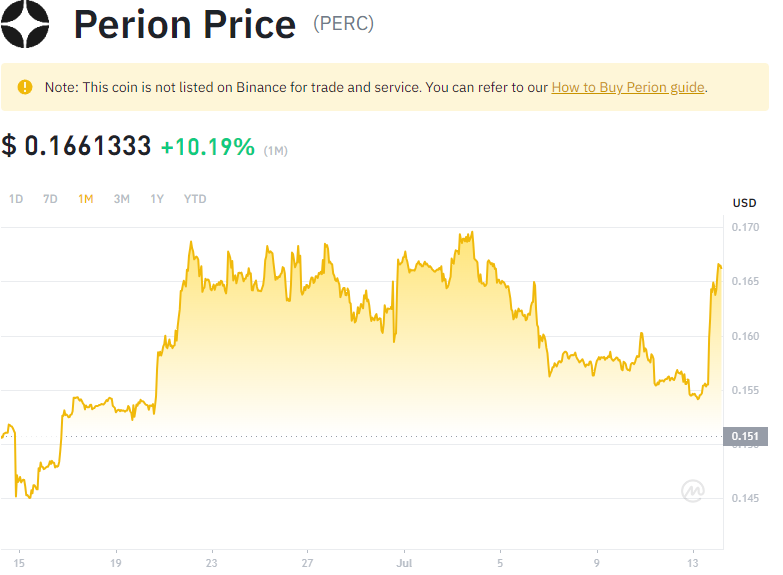 Perion Price (PERC)
Note: This coin is not listed on Binance for trade and service. You can refer to our How to Buy Perion guide.
$ 0.1661333 +10.19% (1M)
1D 7D 1M 3M 1Y YTD
USD
0.170
0.165
0.160
0.155
0.151
0.145
15 19 23 27 Jul 5 9 13